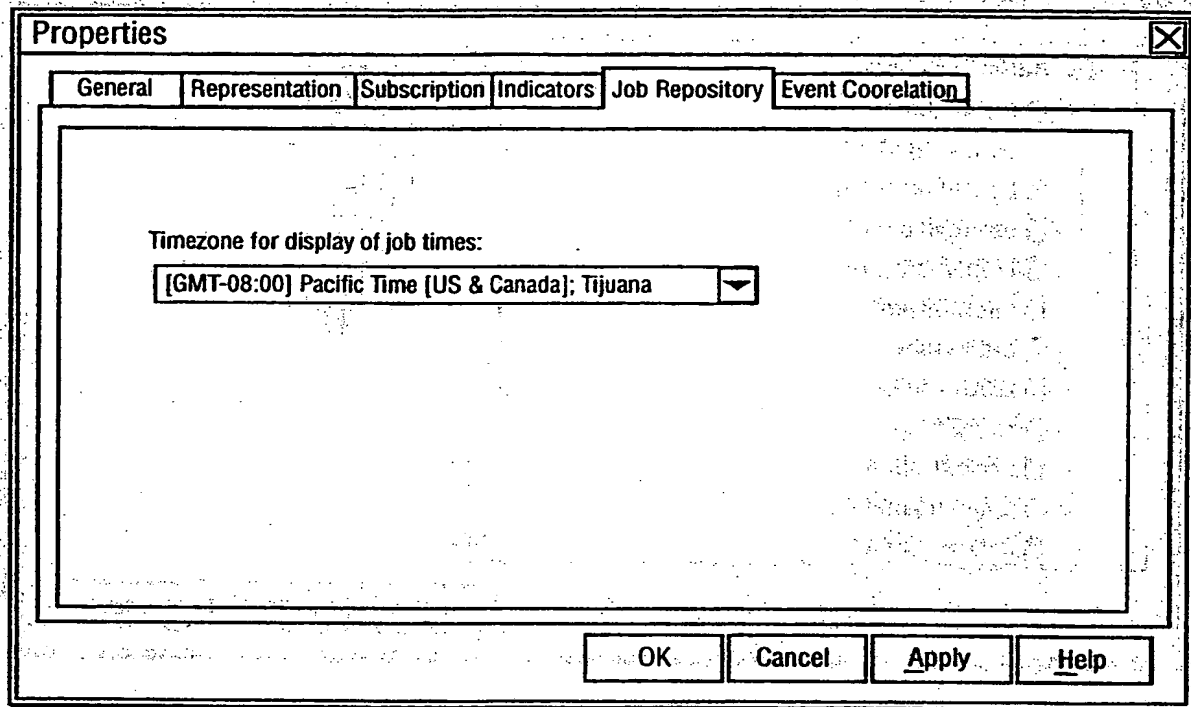 Properties
General Representation Subscription Indicators Job Repository Event Coorelation
Timezone for display of job times:
[GMT-08:00] Pacific Time [US & Canada]; Tijuana
OK Cancel Apply Help